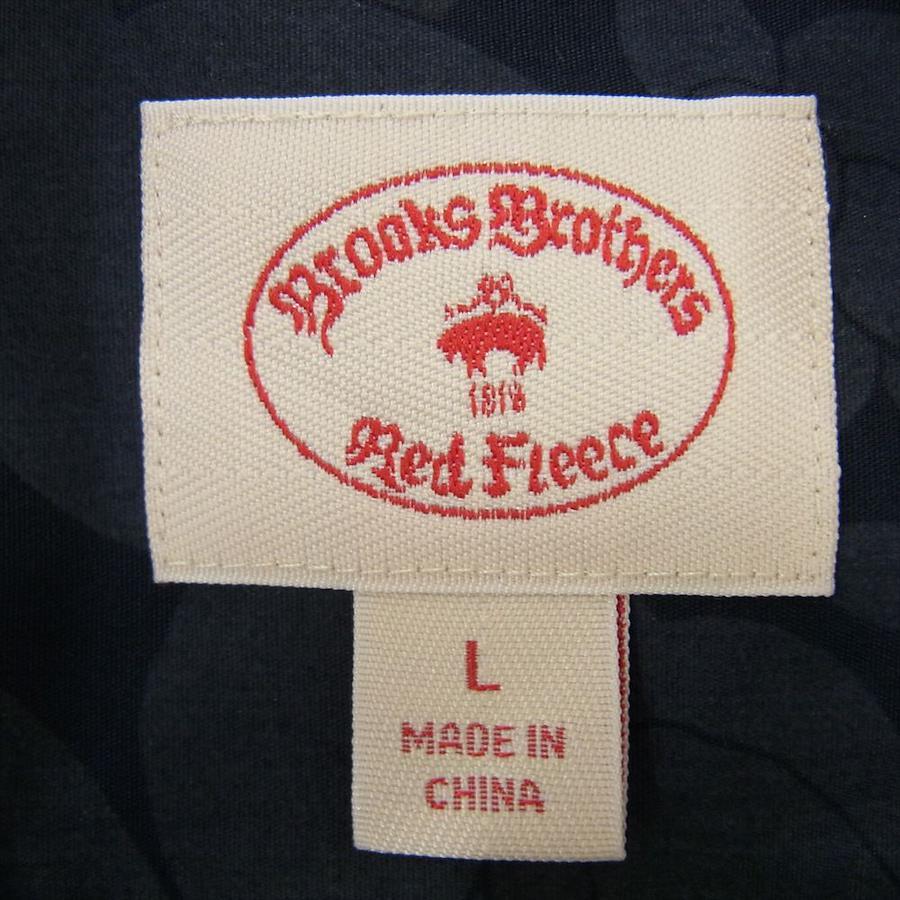 Brooks Brothers
1818
Red Fleece
L
MADE IN
CHINA